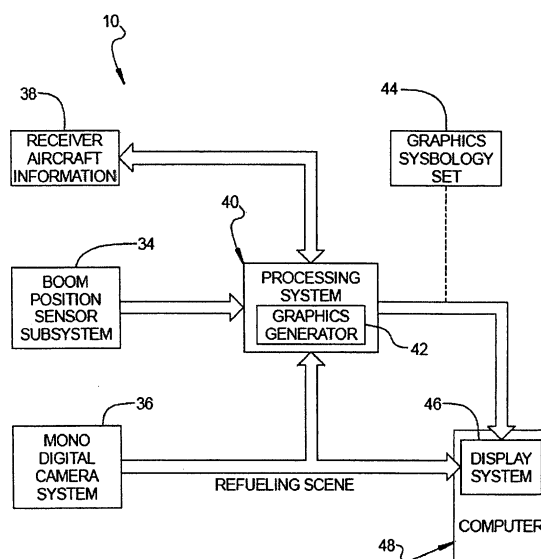 10
38
44
RECEIVER
AIRCRAFT
INFORMATION
GRAPHICS
SYSBOLOGY
SET
34
40
BOOM
POSITION
SENSOR
SUBSYSTEM
PROCESSING
SYSTEM
GRAPHICS
GENERATOR
42
36
46
MONO
DIGITAL
CAMERA
SYSTEM
REFUELING SCENE
DISPLAY
SYSTEM
COMPUTER
48